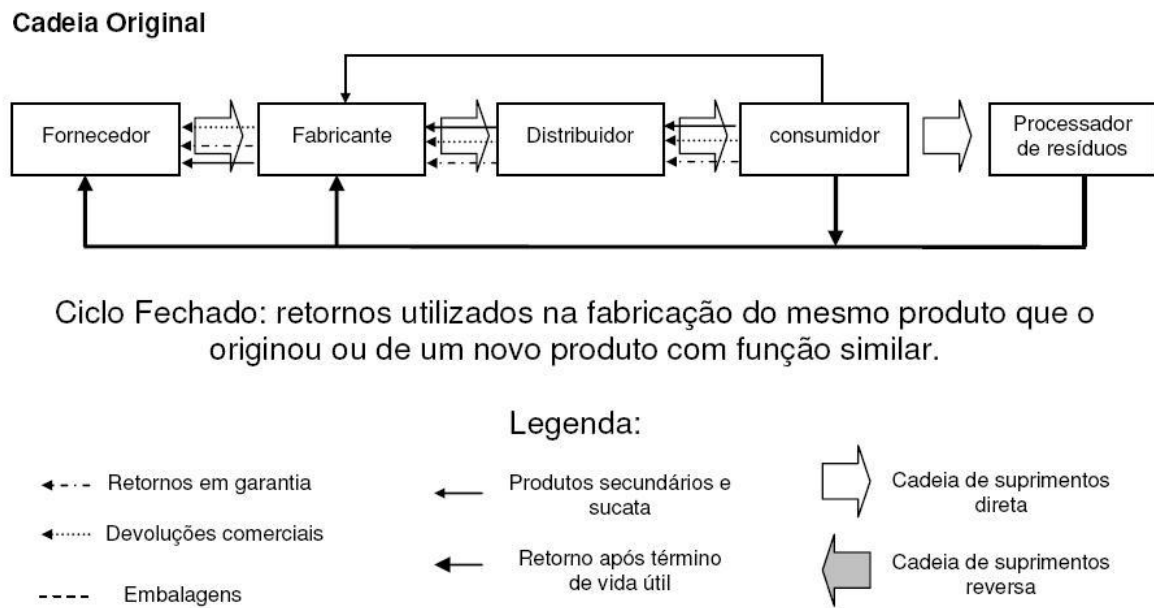 Cadeia Original
Fornecedor
Fabricante
Distribuidor
consumidor
Processador
de resíduos
Ciclo Fechado: retornos utilizados na fabricação do mesmo produto que o
originou ou de um novo produto com função similar.
Legenda:
Retornos em garantia
Devoluções comerciais
Embalagens
Produtos secundários e
sucata
Retorno após término
de vida útil
Cadeia de suprimentos
direta
Cadeia de suprimentos
reversa